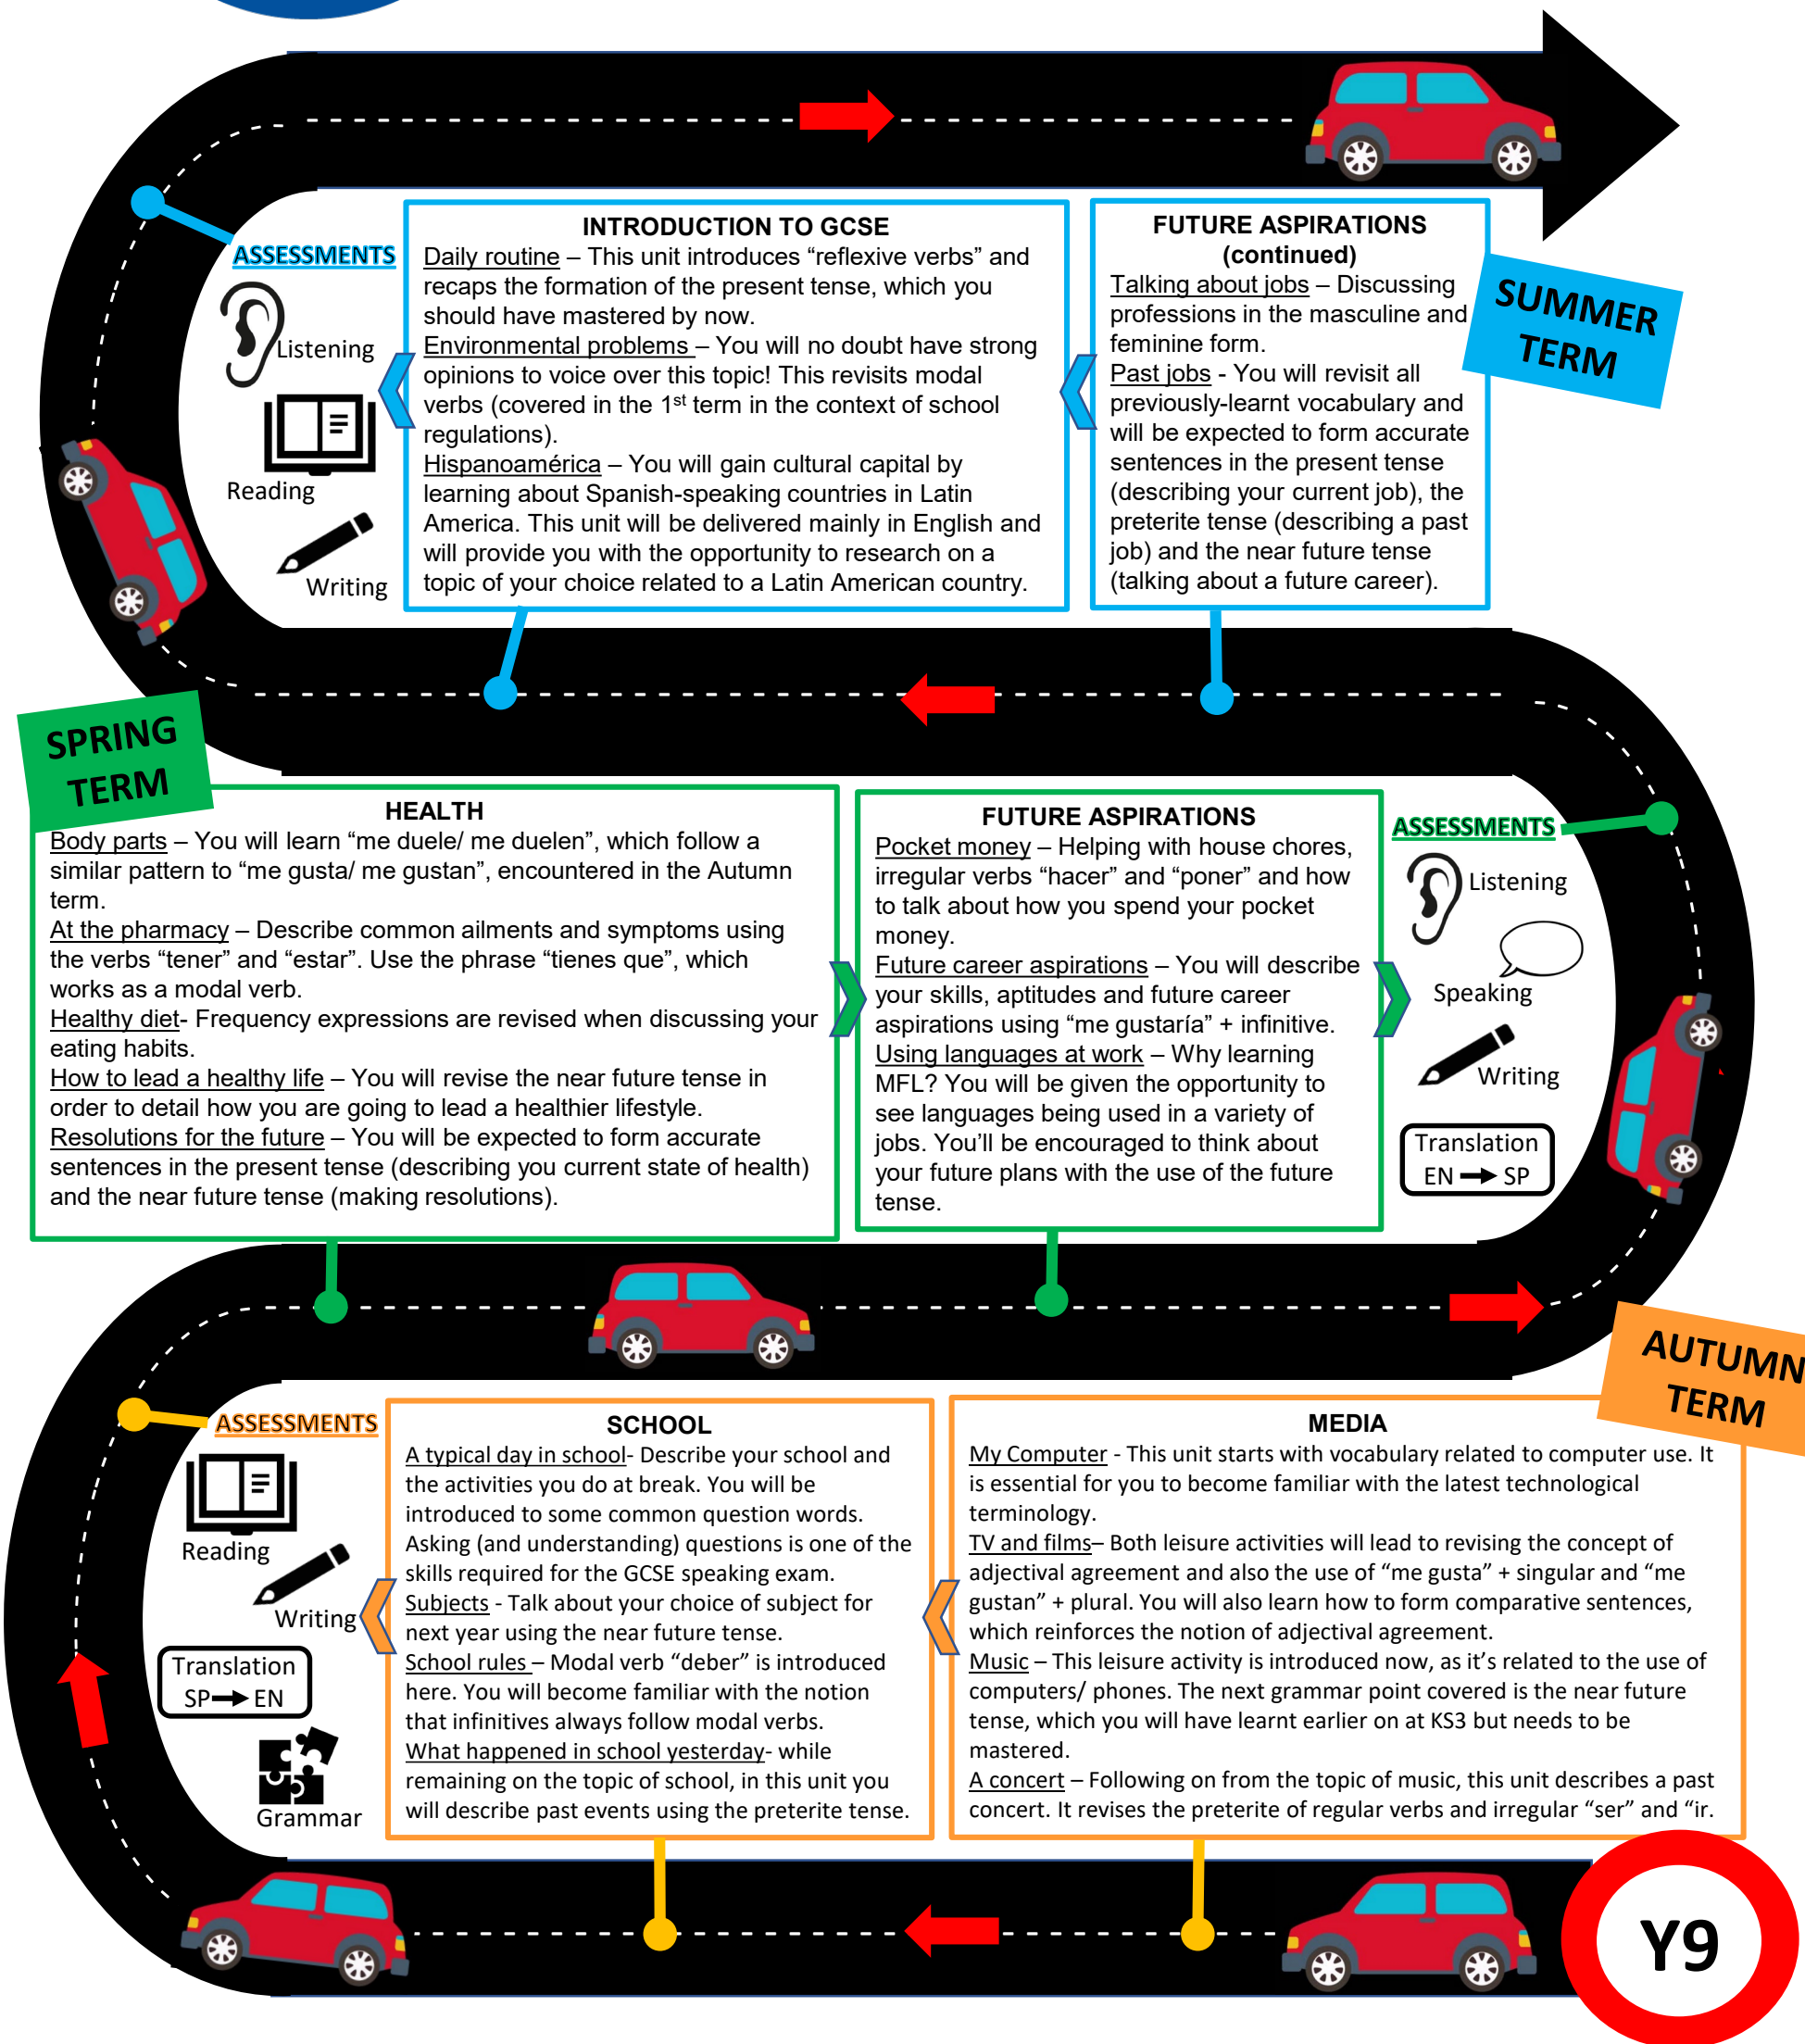 ASSESSMENTS
Listening
Reading
Writing
INTRODUCTION TO GCSE
Daily routine – This unit introduces “reflexive verbs” and
recaps the formation of the present tense, which you
should have mastered by now.
Environmental problems – You will no doubt have strong
opinions to voice over this topic! This revisits modal
verbs (covered in the 1st term in the context of school
regulations).
Hispanoamérica – You will gain cultural capital by
learning about Spanish-speaking countries in Latin
America. This unit will be delivered mainly in English and
will provide you with the opportunity to research on a
topic of your choice related to a Latin American country.
FUTURE ASPIRATIONS
(continued)
Talking about jobs – Discussing
professions in the masculine and
feminine form.
Past jobs - You will revisit all
previously-learnt vocabulary and
will be expected to form accurate
sentences in the present tense
(describing your current job), the
preterite tense (describing a past
job) and the near future tense
(talking about a future career).
SUMMER
TERM
SPRING
TERM
HEALTH
Body parts – You will learn “me duele/ me duelen”, which follow a
similar pattern to “me gusta/ me gustan”, encountered in the Autumn
term.
At the pharmacy – Describe common ailments and symptoms using
the verbs “tener” and “estar”. Use the phrase “tienes que”, which
works as a modal verb.
Healthy diet- Frequency expressions are revised when discussing your
eating habits.
How to lead a healthy life – You will revise the near future tense in
order to detail how you are going to lead a healthier lifestyle.
Resolutions for the future – You will be expected to form accurate
sentences in the present tense (describing you current state of health)
and the near future tense (making resolutions).
FUTURE ASPIRATIONS
Pocket money – Helping with house chores,
irregular verbs “hacer” and “poner” and how
to talk about how you spend your pocket
money.
Future career aspirations – You will describe
your skills, aptitudes and future career
aspirations using “me gustaría” + infinitive.
Using languages at work – Why learning
MFL? You will be given the opportunity to
see languages being used in a variety of
jobs. You’ll be encouraged to think about
your future plans with the use of the future
tense.
ASSESSMENTS
Listening
Speaking
Writing
Translation
EN → SP
AUTUMN
TERM
ASSESSMENTS
Reading
Writing
Translation
SP → EN
Grammar
SCHOOL
A typical day in school- Describe your school and
the activities you do at break. You will be
introduced to some common question words.
Asking (and understanding) questions is one of the
skills required for the GCSE speaking exam.
Subjects - Talk about your choice of subject for
next year using the near future tense.
School rules – Modal verb “deber” is introduced
here. You will become familiar with the notion
that infinitives always follow modal verbs.
What happened in school yesterday- while
remaining on the topic of school, in this unit you
will describe past events using the preterite tense.
MEDIA
My Computer - This unit starts with vocabulary related to computer use. It
is essential for you to become familiar with the latest technological
terminology.
TV and films– Both leisure activities will lead to revising the concept of
adjectival agreement and also the use of “me gusta” + singular and “me
gustan” + plural. You will also learn how to form comparative sentences,
which reinforces the notion of adjectival agreement.
Music – This leisure activity is introduced now, as it’s related to the use of
computers/ phones. The next grammar point covered is the near future
tense, which you will have learnt earlier on at KS3 but needs to be
mastered.
A concert – Following on from the topic of music, this unit describes a past
concert. It revises the preterite of regular verbs and irregular “ser” and “ir.
Y9